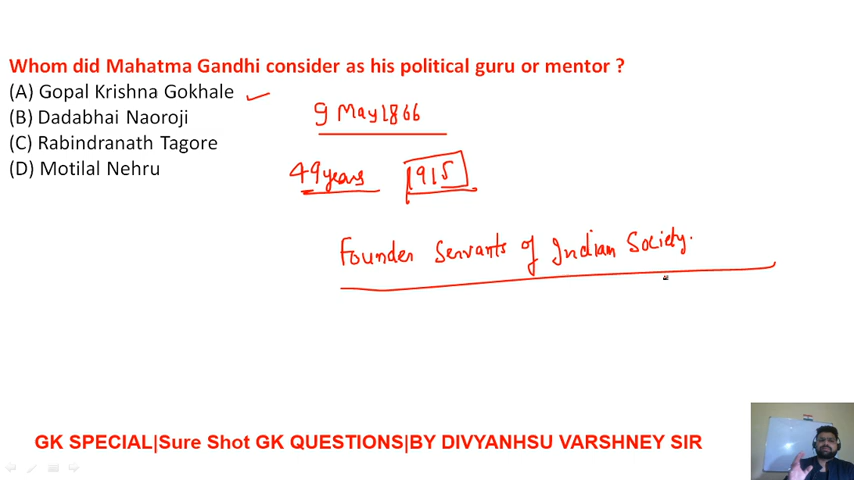 Whom did Mahatma Gandhi consider as his political guru or mentor ?
(A) Gopal Krishna Gokhale
(B) Dadabhai Naoroji
(C) Rabindranath Tagore
(D) Motilal Nehru
9 May 1866
49 years 1915
Founder Servants of Indian Society.
GK SPECIAL|Sure Shot GK QUESTIONS|BY DIVYANHSU VARSHNEY SIR